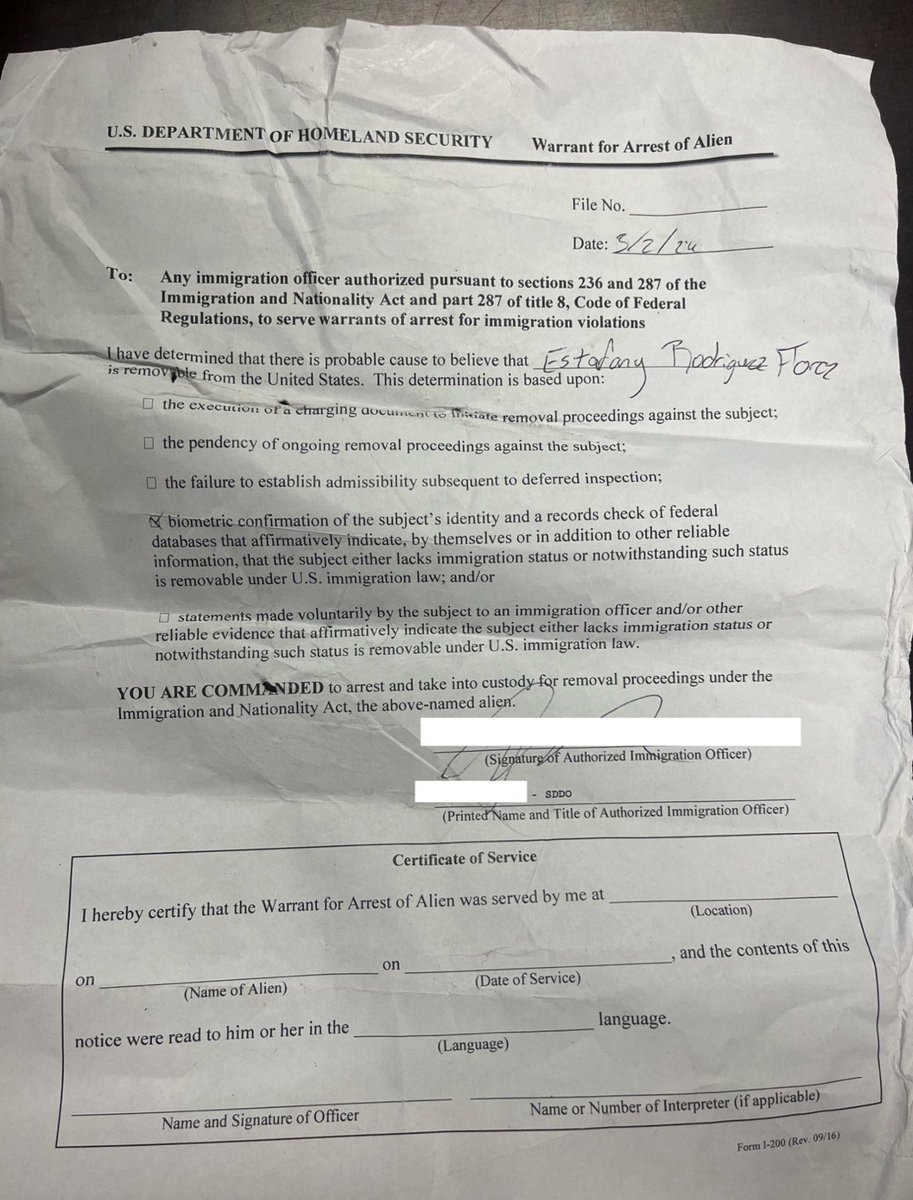 U.S. DEPARTMENT OF HOMELAND SECURITY Warrant for Arrest of Alien
File No.
Date: 3/2/26
To: Any immigration officer authorized pursuant to sections 236 and 287 of the
Immigration and Nationality Act and part 287 of title 8, Code of Federal
Regulations, to serve warrants of arrest for immigration violations
I have determined that there is probable cause to believe that Estafany Rodriguez Florez
is removable from the United States. This determination is based upon:
☐ the execution of a charging document to initiate removal proceedings against the subject;
☐ the pendency of ongoing removal proceedings against the subject;
☐ the failure to establish admissibility subsequent to deferred inspection;
☒ biometric confirmation of the subject's identity and a records check of federal
databases that affirmatively indicate, by themselves or in addition to other reliable
information, that the subject either lacks immigration status or notwithstanding such status
is removable under U.S. immigration law; and/or
☐ statements made voluntarily by the subject to an immigration officer and/or other
reliable evidence that affirmatively indicate the subject either lacks immigration status or
notwithstanding such status is removable under U.S. immigration law.
YOU ARE COMMANDED to arrest and take into custody for removal proceedings under the
Immigration and Nationality Act, the above-named alien.
(Signature of Authorized Immigration Officer)
- SDDO
(Printed Name and Title of Authorized Immigration Officer)
Certificate of Service
I hereby certify that the Warrant for Arrest of Alien was served by me at
(Location)
on on , and the contents of this
(Name of Alien) (Date of Service)
notice were read to him or her in the language.
(Language)
Name and Signature of Officer Name or Number of Interpreter (if applicable)
Form I-200 (Rev. 09/16)